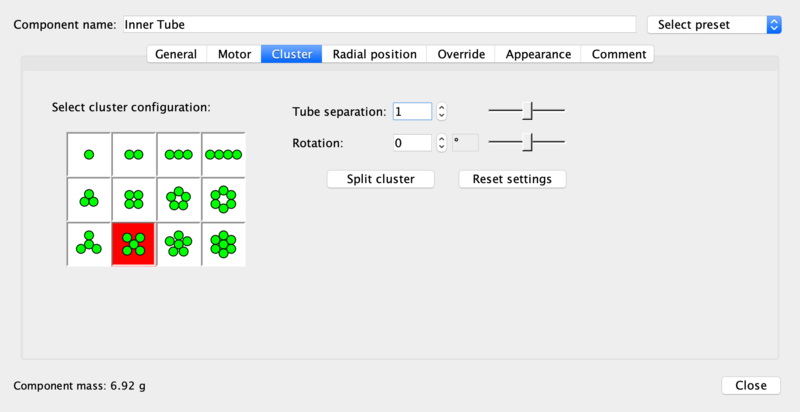 Component name: Inner Tube Select preset
General Motor Cluster Radial position Override Appearance Comment
Select cluster configuration: Tube separation: 1
Rotation: 0 °
Split cluster Reset settings
Component mass: 6.92 g Close